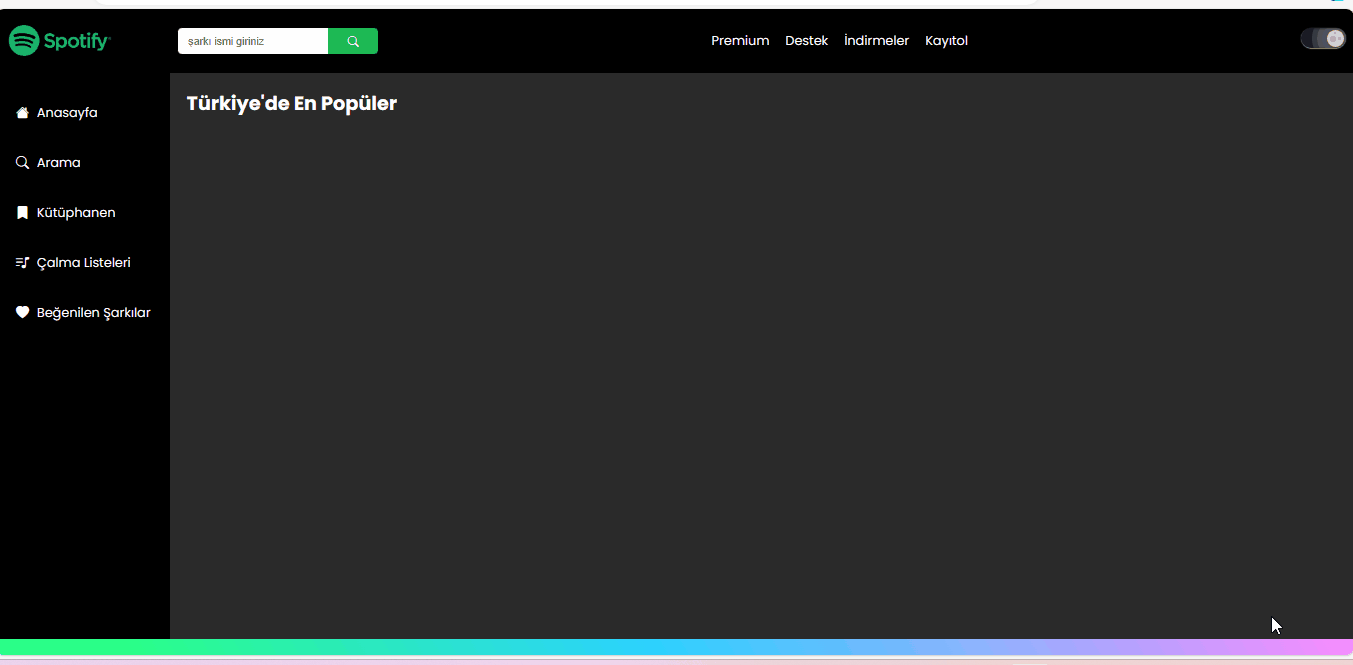 Spotify
şarkı ismi giriniz
Premium Destek İndirmeler Kayıtol
Türkiye'de En Popüler
Anasayfa
Arama
Kütüphanen
Çalma Listeleri
Beğenilen Şarkılar